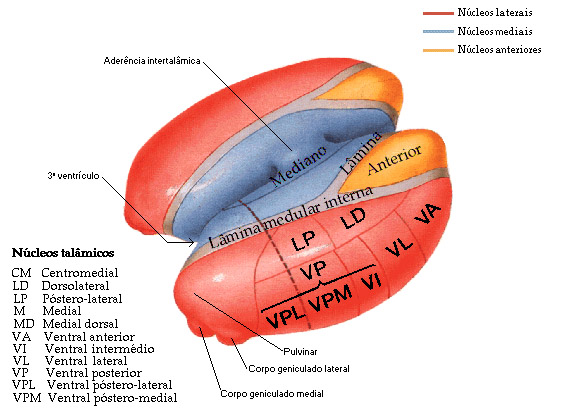 Núcleos laterais
Núcleos mediais
Núcleos anteriores
Aderência intertalâmica
3º ventrículo
Mediano
Lâmina
Anterior
Lâmina medular interna
LP
LD
VA
VL
VP
VI
VPL
VPM
Pulvinar
Corpo geniculado lateral
Corpo geniculado medial
Núcleos talâmicos
CM Centromedial
LD Dorsolateral
LP Póstero-lateral
M Medial
MD Medial dorsal
VA Ventral anterior
VI Ventral intermédio
VL Ventral lateral
VP Ventral posterior
VPL Ventral póstero-lateral
VPM Ventral póstero-medial